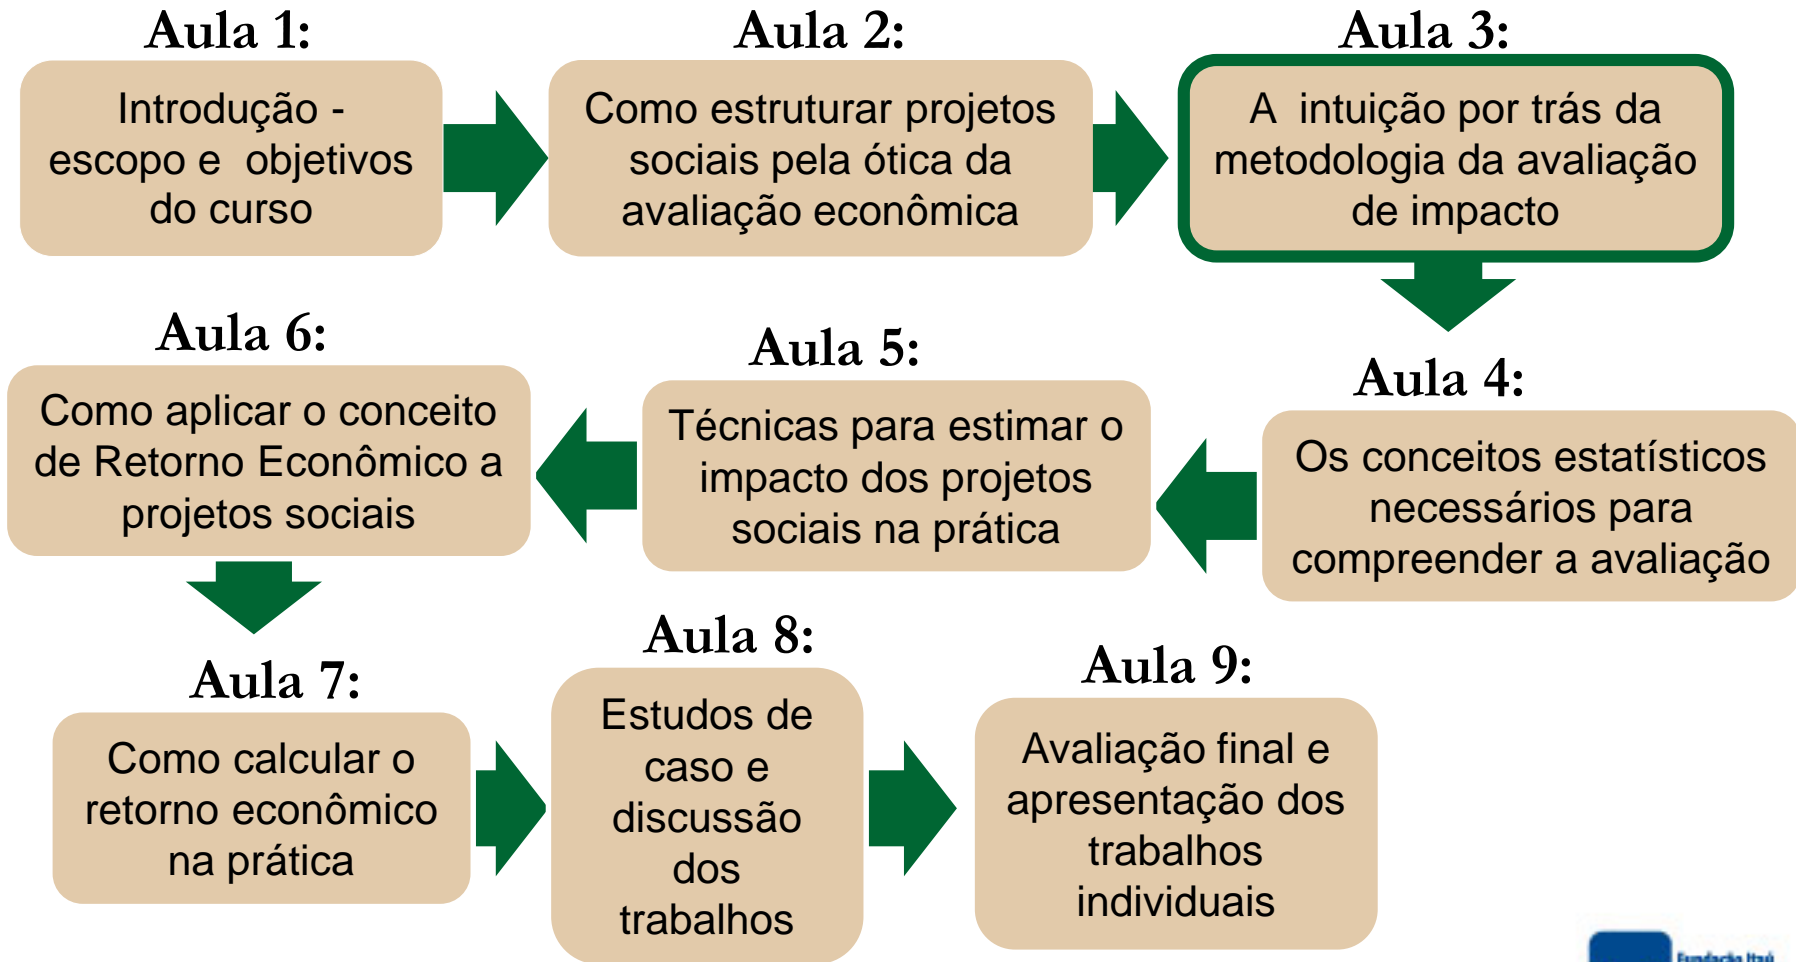 Aula 1:
Introdução -
escopo e objetivos
do curso
Aula 2:
Como estruturar projetos
sociais pela ótica da
avaliação econômica
Aula 3:
A intuição por trás da
metodologia da avaliação
de impacto
Aula 4:
Os conceitos estatísticos
necessários para
compreender a avaliação
Aula 5:
Técnicas para estimar o
impacto dos projetos
sociais na prática
Aula 6:
Como aplicar o conceito
de Retorno Econômico a
projetos sociais
Aula 7:
Como calcular o
retorno econômico
na prática
Aula 8:
Estudos de
caso e
discussão
dos
trabalhos
Aula 9:
Avaliação final e
apresentação dos
trabalhos
individuais
Fundação Itaú